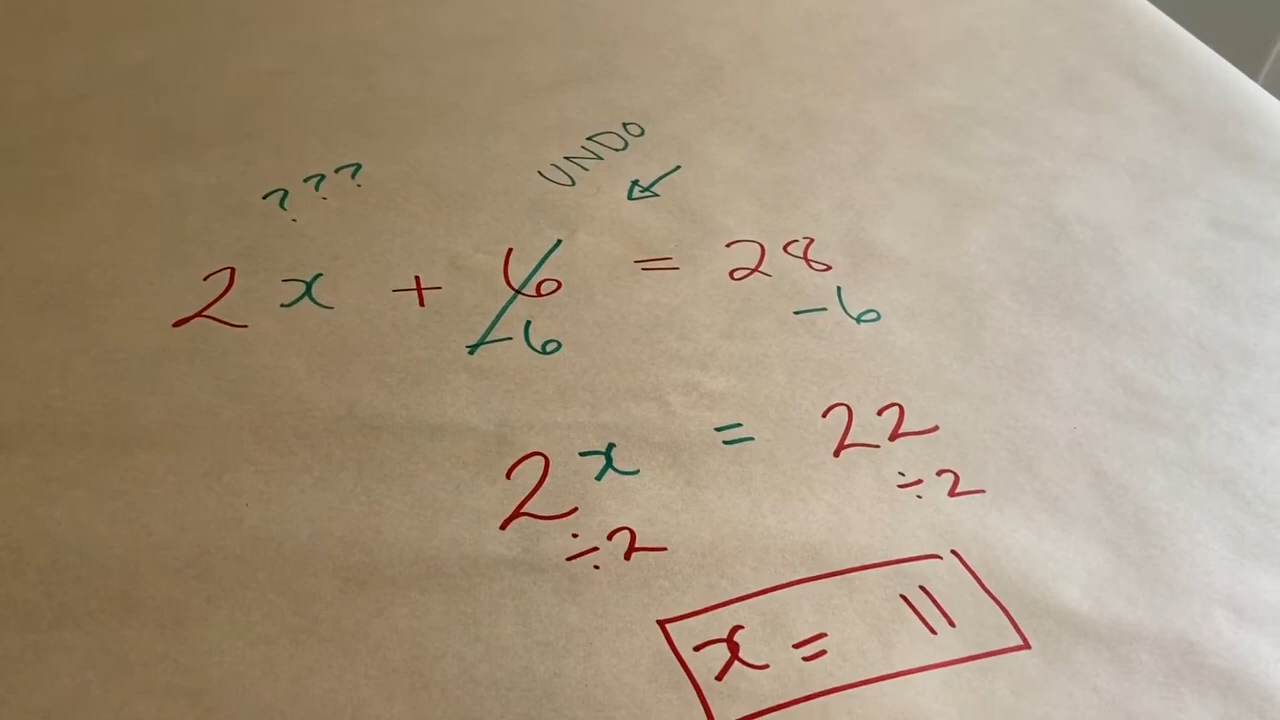 UNDO
???
2x + 6 = 28
-6 -6
2x = 22
÷2 ÷2
x = 11